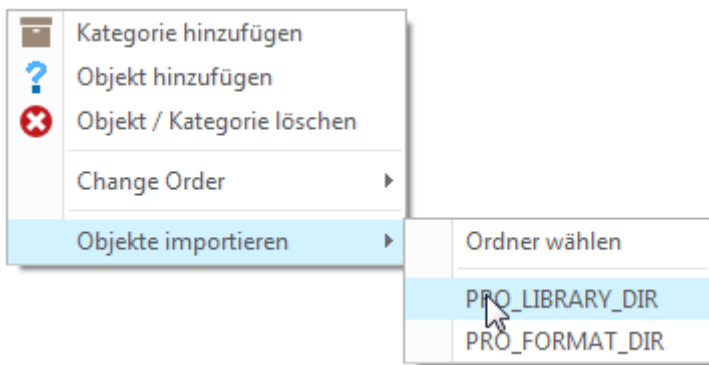 Kategorie hinzufügen
Objekt hinzufügen
Objekt / Kategorie löschen
Change Order
Objekte importieren
Ordner wählen
PRO_LIBRARY_DIR
PRO_FORMAT_DIR